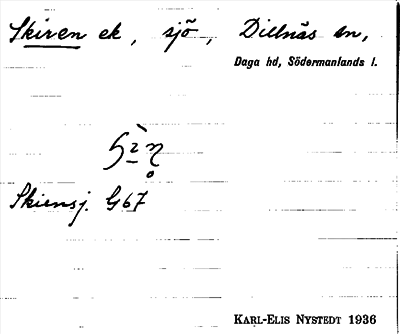 Skiren ek, sjö, Dillnäs sn,
Daga hd, Södermanlands l.
Skiensj. G67
KARL-ELIS NYSTEDT 1936